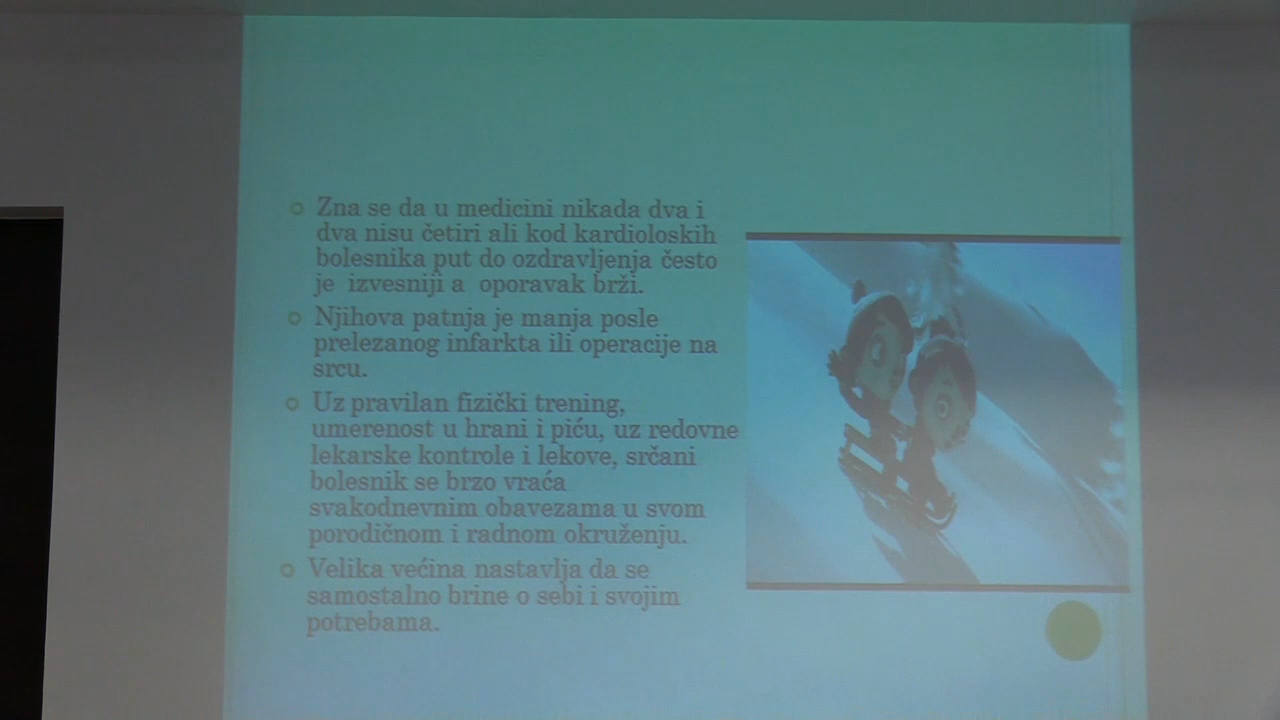 Zna se da u medicini nikada dva i
dva nisu četiri ali kod kardioloskih
bolesnika put do ozdravljenja često
je izvesniji a oporavak brži.
Njihova patnja je manja posle
prelezanog infarkta ili operacije na
srcu.
Uz pravilan fizički trening,
umerenost u hrani i piću, uz redovne
lekarske kontrole i lekove, srčani
bolesnik se brzo vraća
svakodnevnim obavezama u svom
porodičnom i radnom okruženju.
Velika većina nastavlja da se
samostalno brine o sebi i svojim
potrebama.